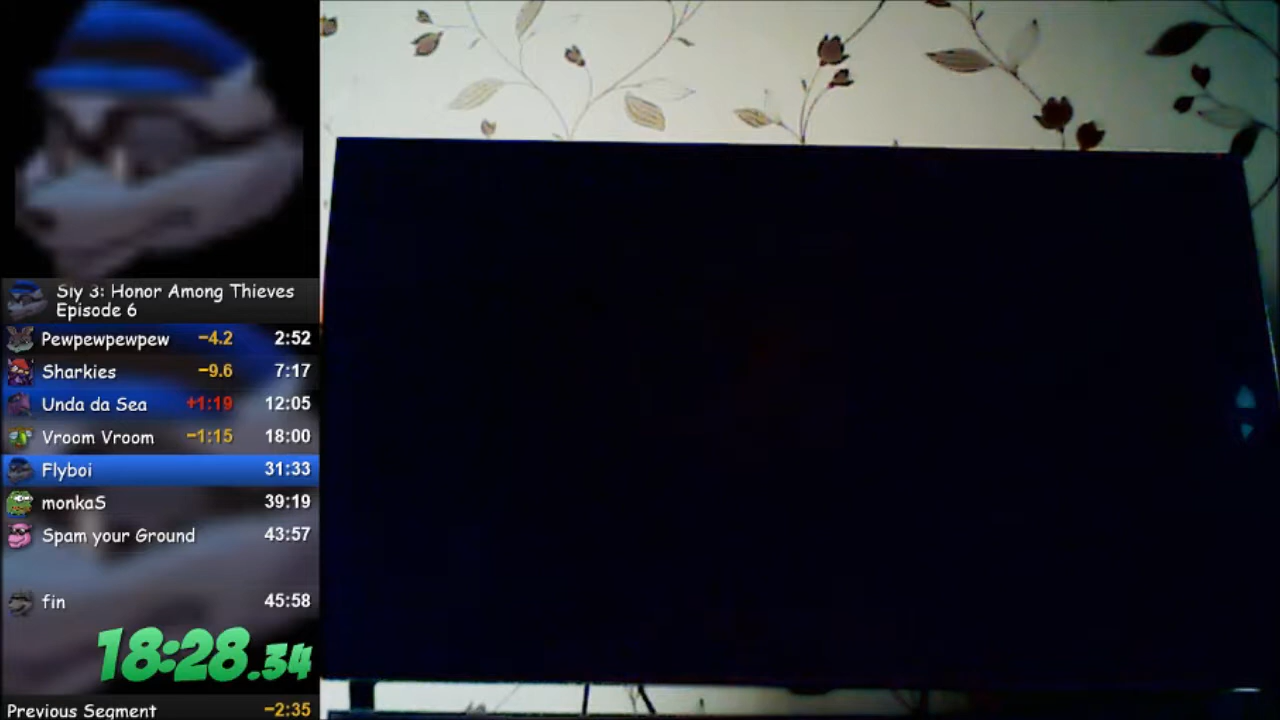 Sly 3: Honor Among Thieves
Episode 6
Pewpewpewpew −4.2 2:52
Sharkies −9.6 7:17
Unda da Sea +1:19 12:05
Vroom Vroom −1:15 18:00
Flyboi 31:33
monkaS 39:19
Spam your Ground 43:57
fin 45:58
18:28.34
Previous Segment −2:35